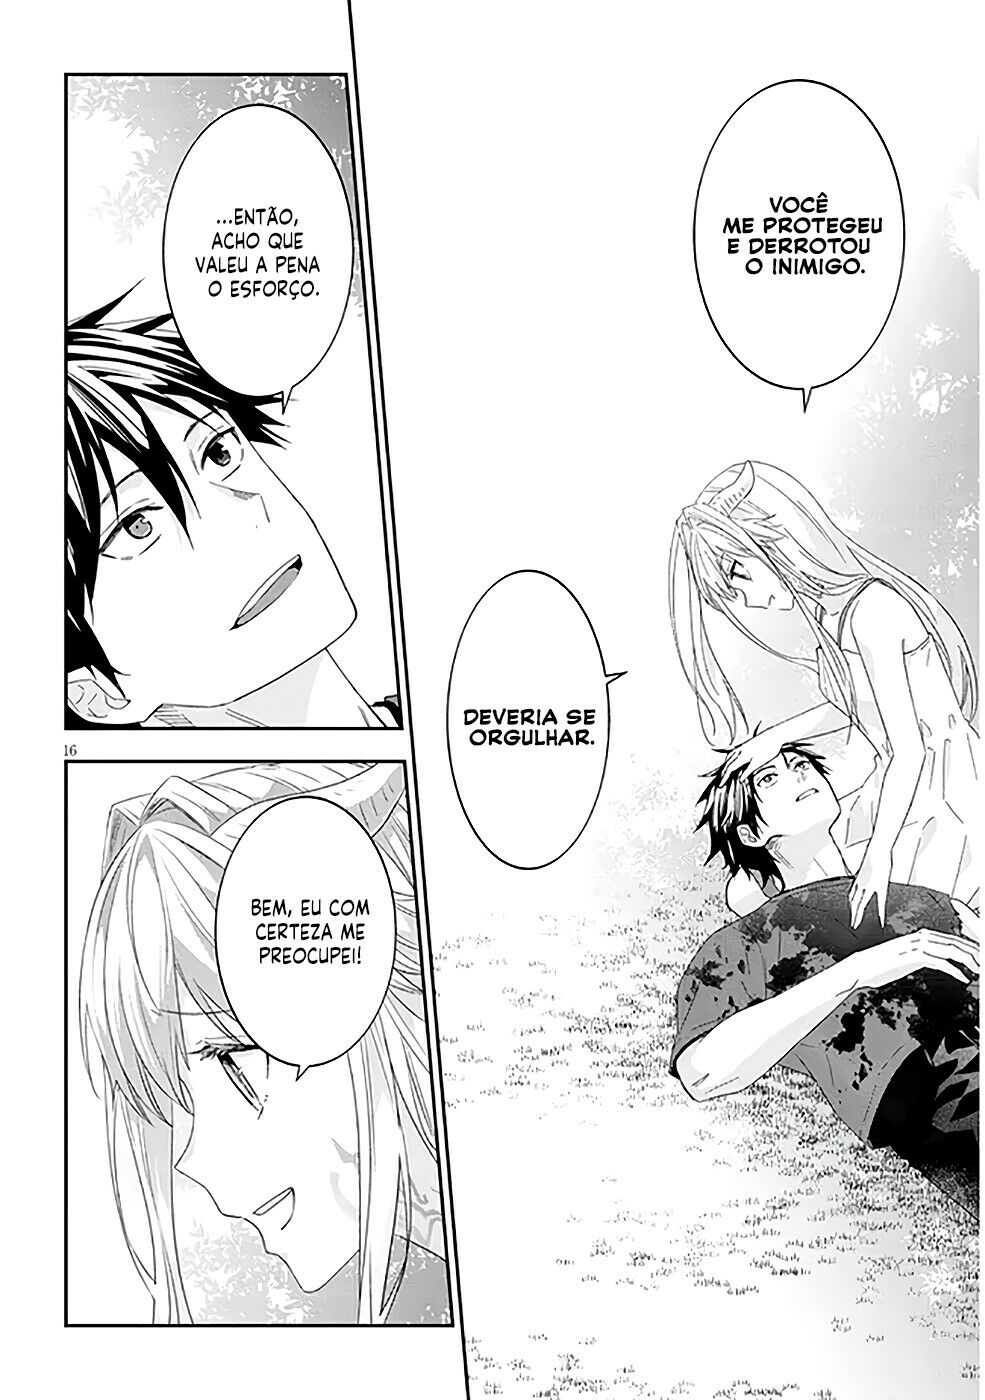 VOCÊ
ME PROTEGEU
E DERROTOU
O INIMIGO.
DEVERIA SE
ORGULHAR.
...ENTÃO,
ACHO QUE
VALEU A PENA
O ESFORÇO.
16
BEM, EU COM
CERTEZA ME
PREOCUPEI!